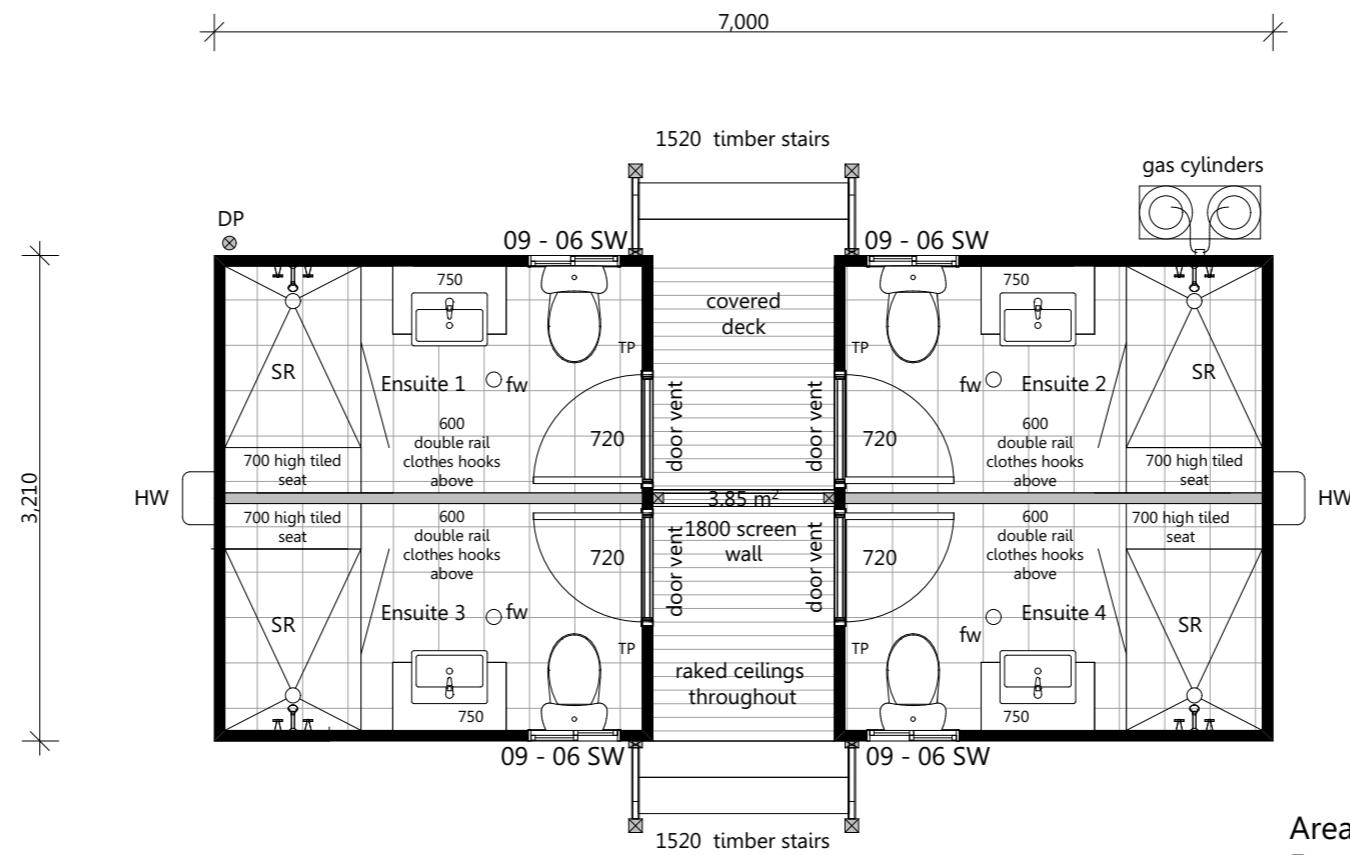 7,000
1520 timber stairs
gas cylinders
DP
09 - 06 SW
09 - 06 SW
750
covered
deck
750
TP
TP
SR
Ensuite 1
fw
fw
Ensuite 2
SR
600
double rail
clothes hooks
above
720
door vent
door vent
720
600
double rail
clothes hooks
above
700 high tiled
seat
700 high tiled
seat
3,210
HW
3.85 m²
HW
700 high tiled
seat
600
double rail
clothes hooks
above
720
door vent
1800 screen
wall
door vent
720
600
double rail
clothes hooks
above
700 high tiled
seat
SR
Ensuite 3
fw
fw
Ensuite 4
SR
TP
TP
raked ceilings
throughout
750
750
09 - 06 SW
09 - 06 SW
1520 timber stairs
Area